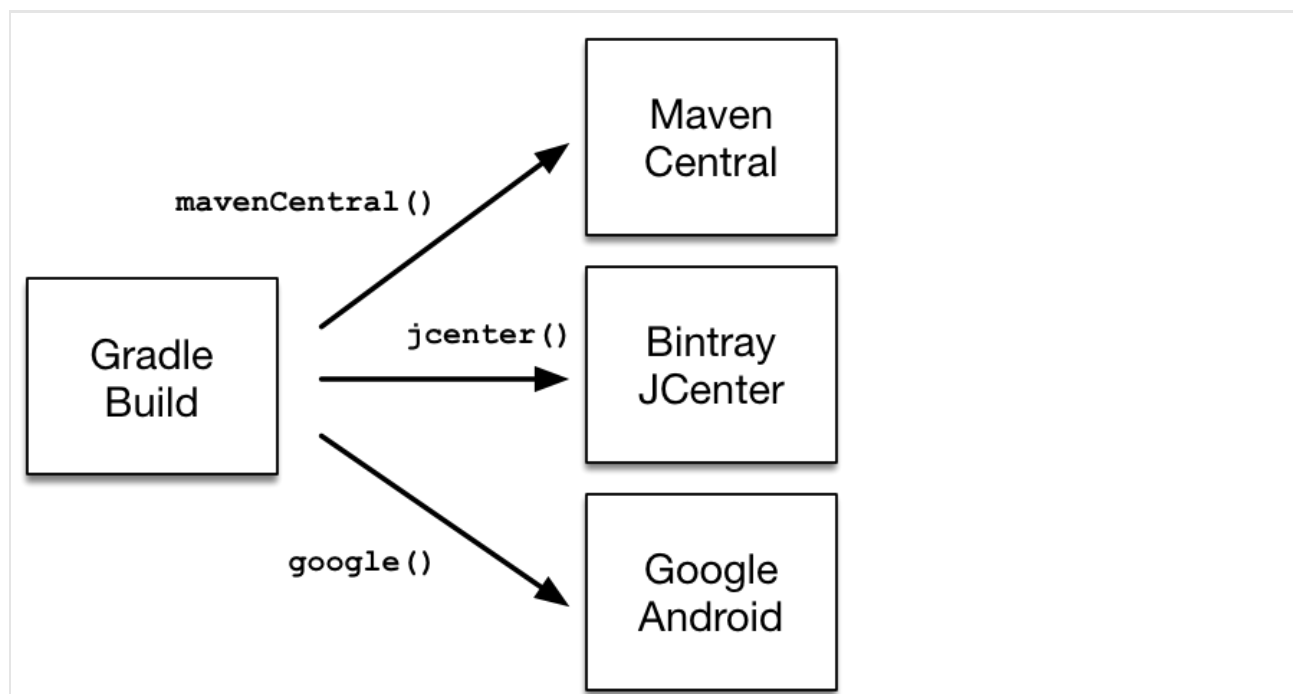 Maven
Central
mavenCentral()
jcenter()
Bintray
JCenter
Gradle
Build
google()
Google
Android